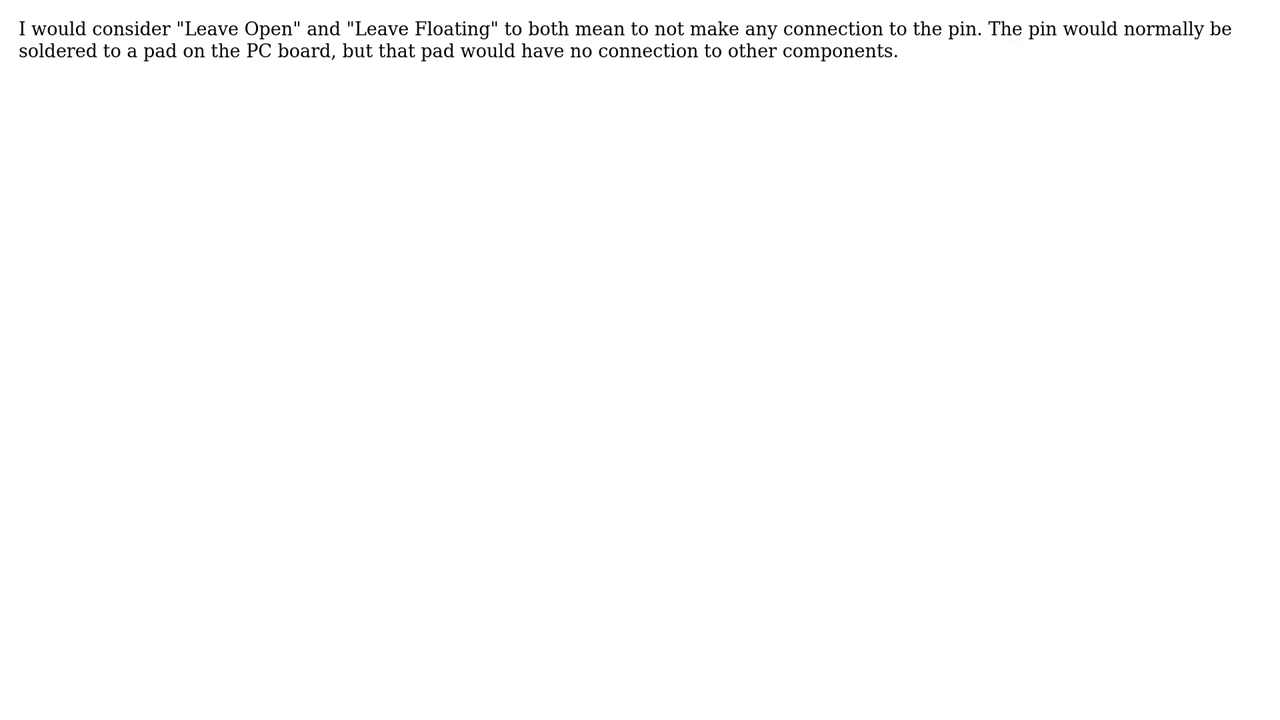 I would consider "Leave Open" and "Leave Floating" to both mean to not make any connection to the pin. The pin would normally be
soldered to a pad on the PC board, but that pad would have no connection to other components.